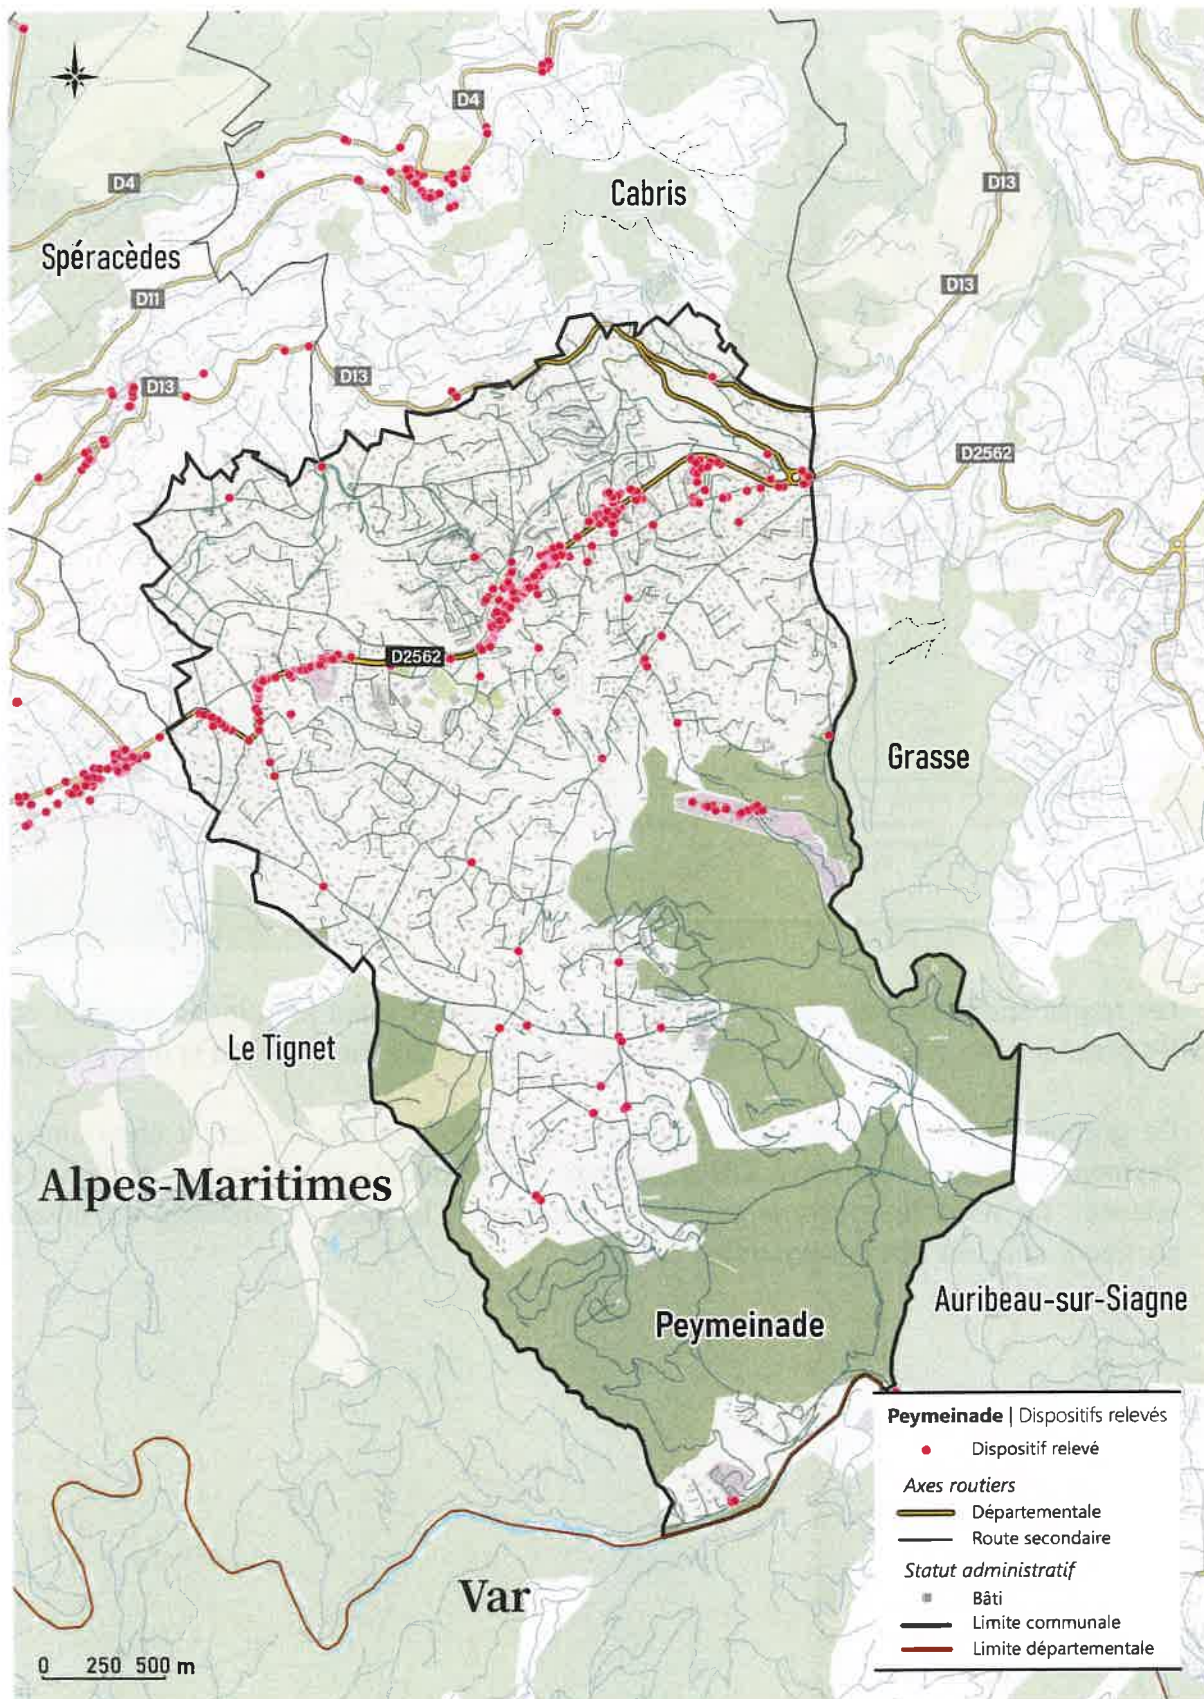 D4
D4
Cabris
D13
Spéracèdes
D11
D13
D13
D13
D2562
D2562
Grasse
Le Tignet
Alpes-Maritimes
Auribeau-sur-Siagne
Peymeinade
Var
0 250 500 m
Peymeinade | Dispositifs relevés
Dispositif relevé
Axes routiers
Départementale
Route secondaire
Statut administratif
Bâti
Limite communale
Limite départementale